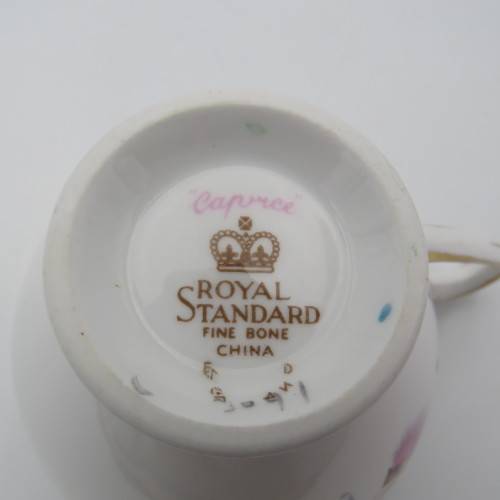 "Caprice"
ROYAL
STANDARD
FINE BONE
CHINA